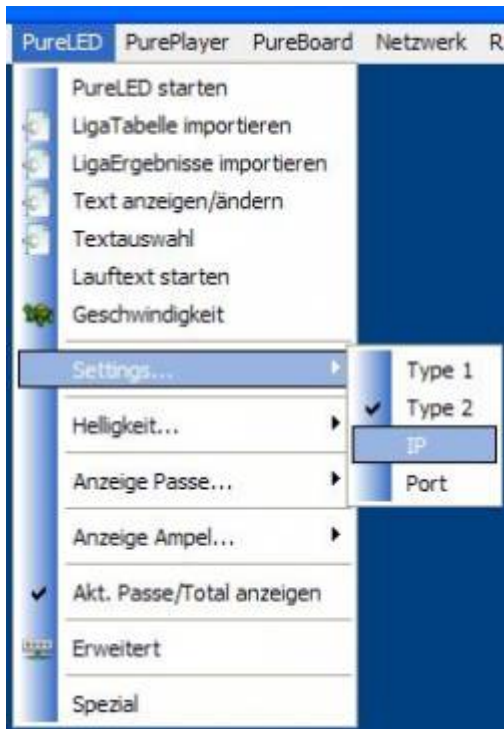 PureLED PurePlayer PureBoard Netzwerk R
PureLED starten
LigaTabelle importieren
LigaErgebnisse importieren
Text anzeigen/ändern
Textauswahl
Lauftext starten
Geschwindigkeit
Settings...
Type 1
Type 2
IP
Port
Helligkeit...
Anzeige Passe...
Anzeige Ampel...
Akt. Passe/Total anzeigen
Erweitert
Spezial